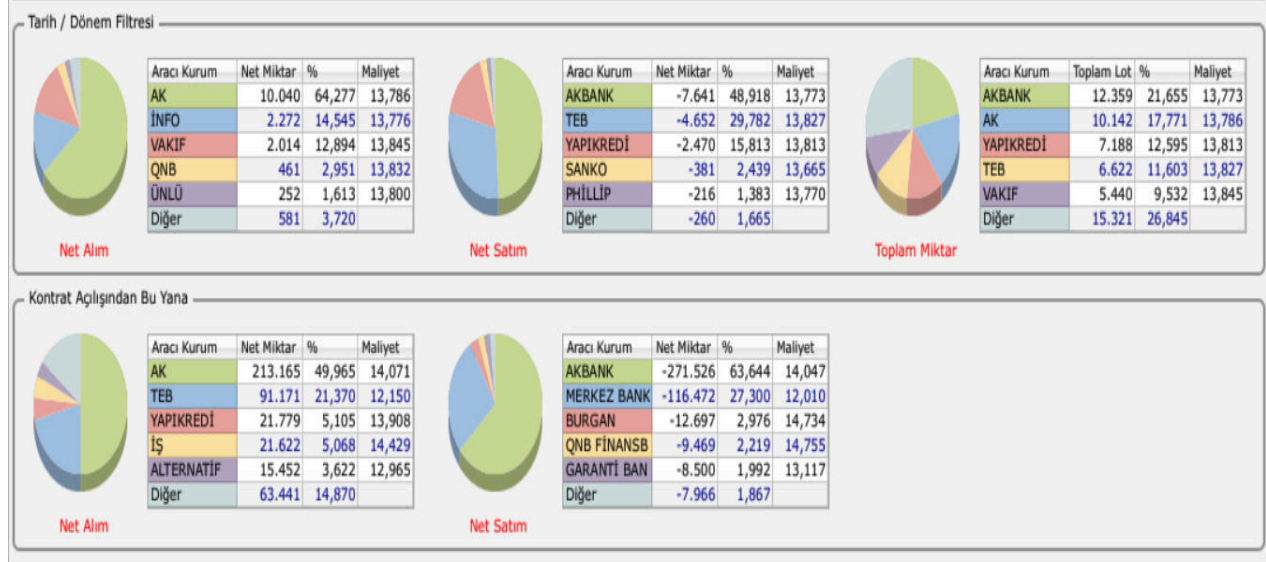 Tarih / Dönem Filtresi
Aracı Kurum Net Miktar % Maliyet
AK 10.040 64,277 13,786
İNFO 2.272 14,545 13,776
VAKIF 2.014 12,894 13,845
QNB 461 2,951 13,832
ÜNLÜ 252 1,613 13,800
Diğer 581 3,720
Net Alım
Aracı Kurum Net Miktar % Maliyet
AKBANK -7.641 48,918 13,773
TEB -4.652 29,782 13,827
YAPIKREDİ -2.470 15,813 13,813
SANKO -381 2,439 13,665
PHİLLİP -216 1,383 13,770
Diğer -260 1,665
Net Satım
Aracı Kurum Toplam Lot % Maliyet
AKBANK 12.359 21,655 13,773
AK 10.142 17,771 13,786
YAPIKREDİ 7.188 12,595 13,813
TEB 6.622 11,603 13,827
VAKIF 5.440 9,532 13,845
Diğer 15.321 26,845
Toplam Miktar
Kontrat Açılışından Bu Yana
Aracı Kurum Net Miktar % Maliyet
AK 213.165 49,965 14,071
TEB 91.171 21,370 12,150
YAPIKREDİ 21.779 5,105 13,908
İŞ 21.622 5,068 14,429
ALTERNATİF 15.452 3,622 12,965
Diğer 63.441 14,870
Net Alım
Aracı Kurum Net Miktar % Maliyet
AKBANK -271.526 63,644 14,047
MERKEZ BANK -116.472 27,300 12,010
BURGAN -12.697 2,976 14,734
QNB FİNANSB -9.469 2,219 14,755
GARANTİ BAN -8.500 1,992 13,117
Diğer -7.966 1,867
Net Satım